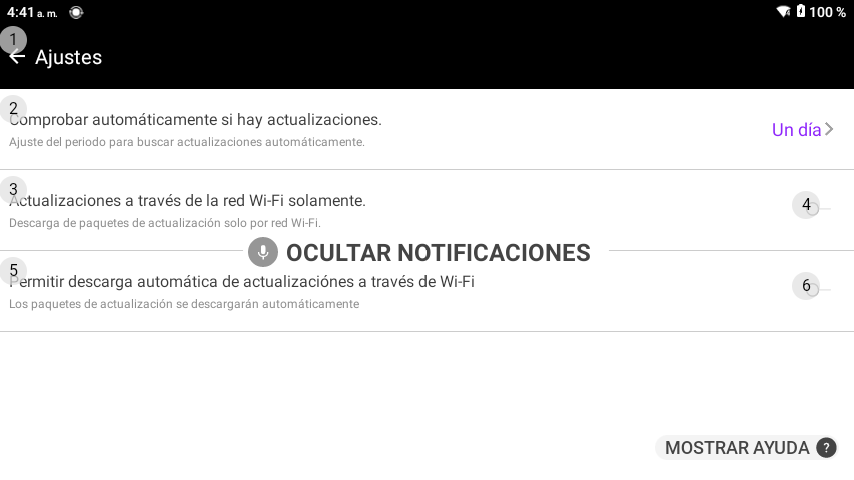 4:41 a. m.
100 %
1
Ajustes
2
Comprobar automáticamente si hay actualizaciones.
Ajuste del periodo para buscar actualizaciones automáticamente.
Un día
3
Actualizaciones a través de la red Wi-Fi solamente.
Descarga de paquetes de actualización solo por red Wi-Fi.
4
OCULTAR NOTIFICACIONES
5
Permitir descarga automática de actualizaciónes a través de Wi-Fi
Los paquetes de actualización se descargarán automáticamente
6
MOSTRAR AYUDA ?